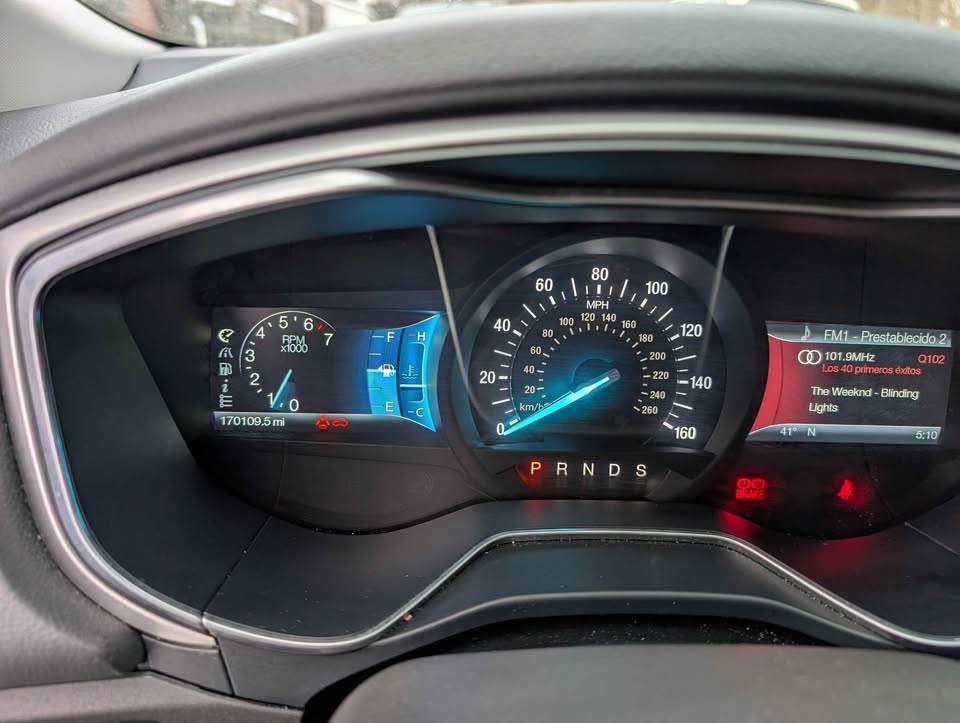 4 5 6
3 7
2
1 0
RPM
x1000
F H
E C
170109.5 mi
0 20 40 60 80 100 120 140 160
MPH
20 40 60 80 100 120 140 160 180 200 220 240 260
km/h
P R N D S
FM1 - Prestablecido 2
101.9MHz Q102
Los 40 primeros éxitos
The Weeknd - Blinding
Lights
41° N 5:10
BRAKE